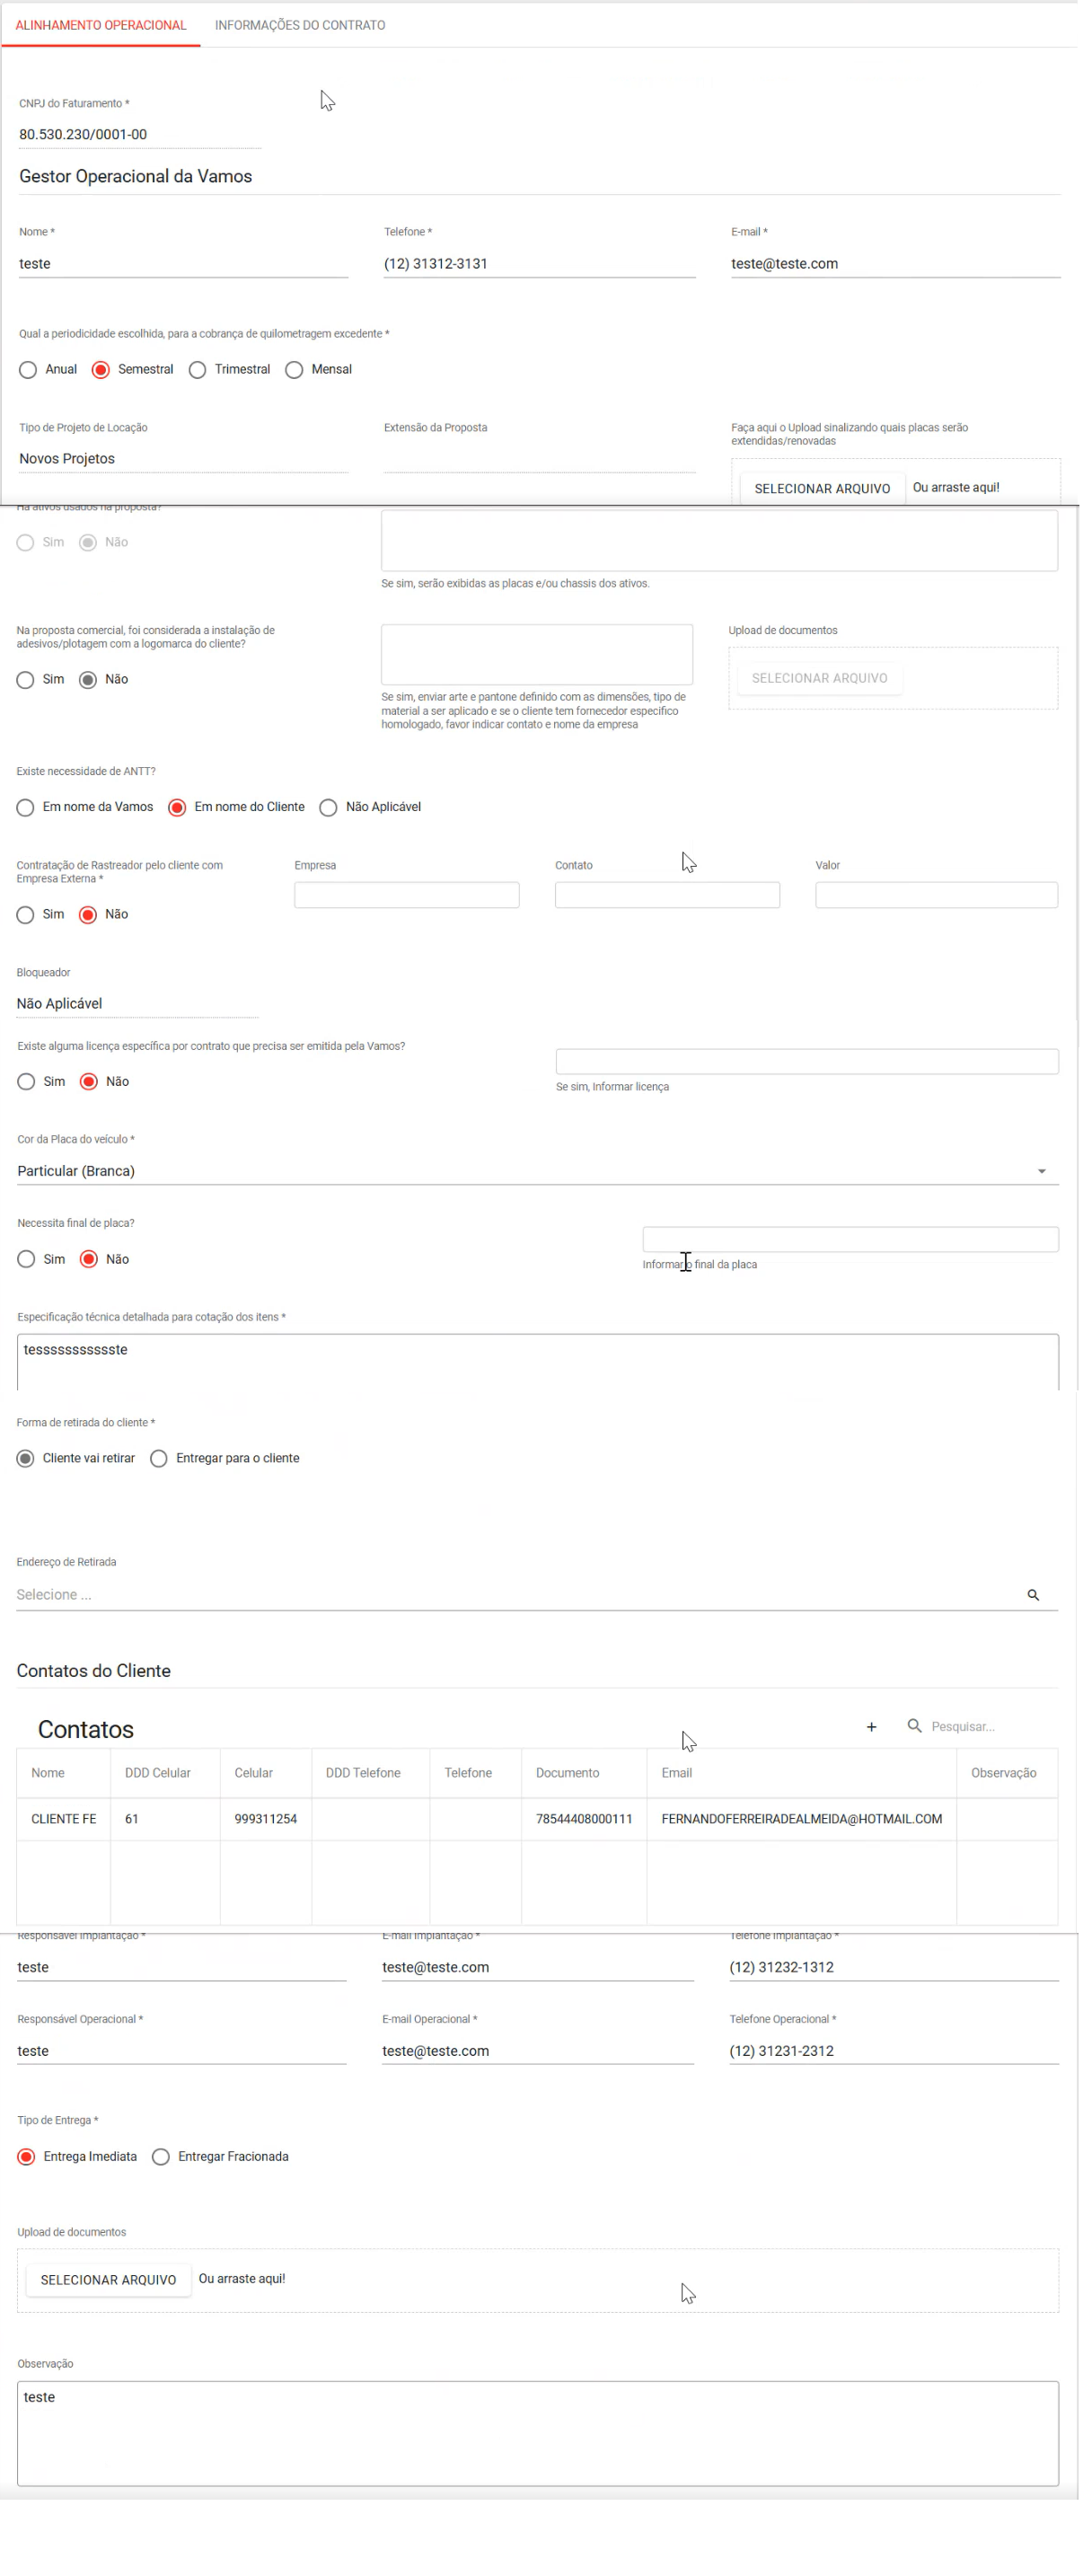 ALINHAMENTO OPERACIONAL INFORMAÇÕES DO CONTRATO
CNPJ do Faturamento *
80.530.230/0001-00
Gestor Operacional da Vamos
Nome * Telefone * E-mail *
teste (12) 31312-3131 teste@teste.com
Qual a periodicidade escolhida, para a cobrança de quilometragem excedente *
Anual Semestral Trimestral Mensal
Tipo de Projeto de Locação Extensão da Proposta Faça aqui o Upload sinalizando quais placas serão
extendidas/renovadas
Novos Projetos
SELECIONAR ARQUIVO Ou arraste aqui!
Há ativos usados na proposta?
Sim Não
Se sim, serão exibidas as placas e/ou chassis dos ativos.
Na proposta comercial, foi considerada a instalação de Upload de documentos
adesivos/plotagem com a logomarca do cliente?
Sim Não SELECIONAR ARQUIVO
Se sim, enviar arte e pantone definido com as dimensões, tipo de
material a ser aplicado e se o cliente tem fornecedor especifico
homologado, favor indicar contato e nome da empresa
Existe necessidade de ANTT?
Em nome da Vamos Em nome do Cliente Não Aplicável
Contratação de Rastreador pelo cliente com Empresa Contato Valor
Empresa Externa *
Sim Não
Bloqueador
Não Aplicável
Existe alguma licença específica por contrato que precisa ser emitida pela Vamos?
Sim Não
Se sim, Informar licença
Cor da Placa do veículo *
Particular (Branca)
Necessita final de placa?
Sim Não
Informar o final da placa
Especificação técnica detalhada para cotação dos itens *
tesssssssssssste
Forma de retirada do cliente *
Cliente vai retirar Entregar para o cliente
Endereço de Retirada
Selecione ...
Contatos do Cliente
Contatos + Pesquisar...
Nome DDD Celular Celular DDD Telefone Telefone Documento Email Observação
CLIENTE FE 61 999311254 78544408000111 FERNANDOFERREIRADEALMEIDA@HOTMAIL.COM
Responsável Implantação * E-mail Implantação * Telefone Implantação *
teste teste@teste.com (12) 31232-1312
Responsável Operacional * E-mail Operacional * Telefone Operacional *
teste teste@teste.com (12) 31231-2312
Tipo de Entrega *
Entrega Imediata Entregar Fracionada
Upload de documentos
SELECIONAR ARQUIVO Ou arraste aqui!
Observação
teste